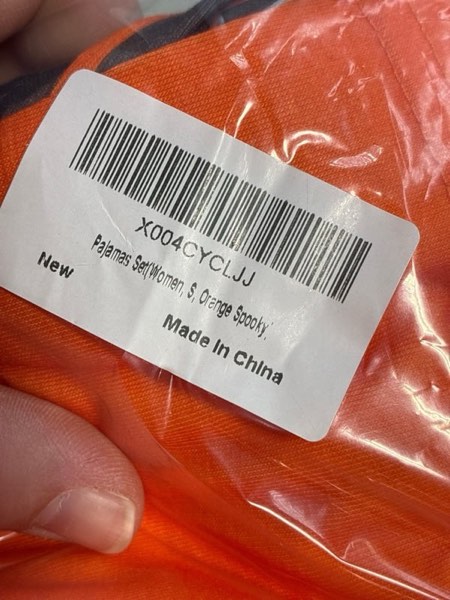 X004CYCLJJ
Pajamas Set(Women, S, Orange Spooky,
New
Made In China